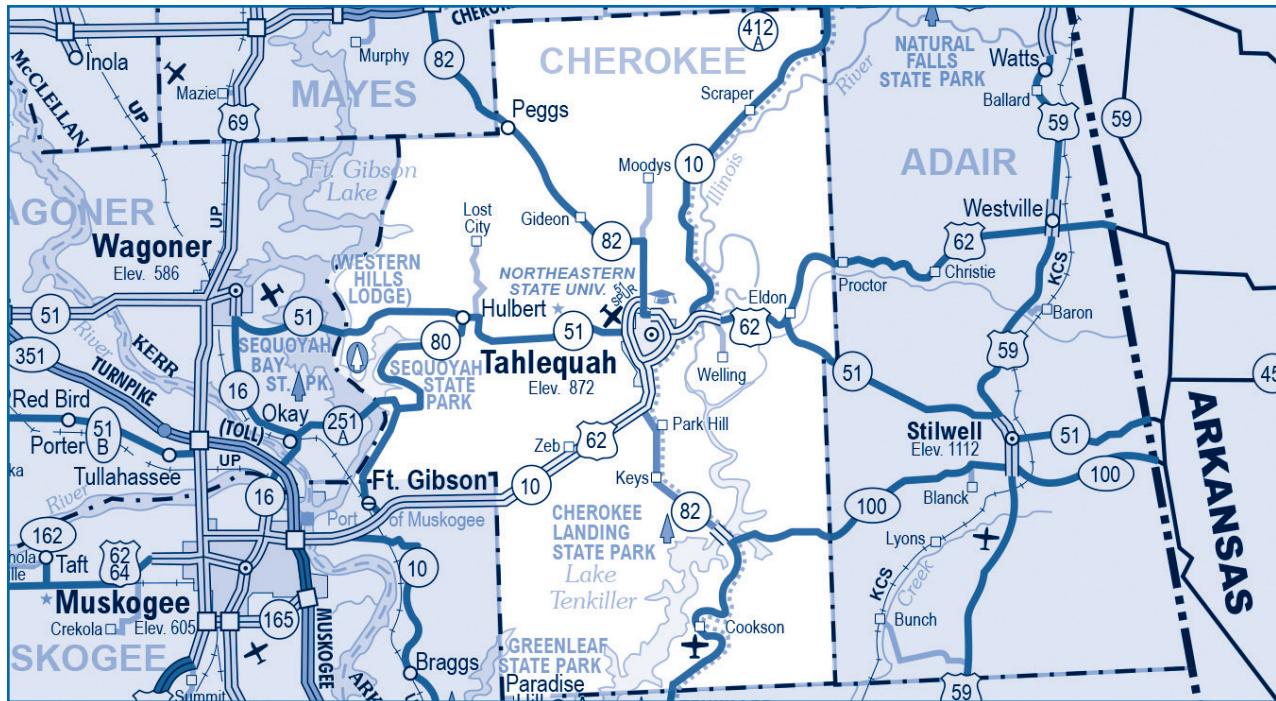 CHEROKEE
412
A
Murphy
82
Inola
McCLELLAN
UP
Mazie
MAYES
69
CHEROKEE
NATURAL
FALLS
STATE PARK
River
Watts
Ballard
59
59
Scraper
Peggs
Moodys
10
Illinois
ADAIR
Ft. Gibson
Lake
AGONER
UP
Wagoner
Elev. 586
Lost
City
Gideon
82
Westville
62
KCS
(WESTERN
HILLS
LODGE)
NORTHEASTERN
STATE UNIV.
51
SPUR
Proctor
Christie
Eldon
Baron
51
River
KERR
51
Hulbert
80
51
62
59
351
TURNPIKE
SEQUOYAH
BAY
ST. PK.
SEQUOYAH
STATE
PARK
Tahlequah
Elev. 872
Welling
51
16
Red Bird
(TOLL)
Okay
251
A
Porter
51
B
UP
Tullahassee
Park Hill
Stilwell
Elev. 1112
51
45
ARKANSAS
Zeb
62
16
Ft. Gibson
10
Keys
Blanck
100
100
River
Port of Muskogee
CHEROKEE
LANDING
STATE PARK
82
162
Taft
62
64
10
Lake
Tenkiller
Lyons
KCS
Creek
Muskogee
Elev. 605
Crekola
165
MUSKOGEE
Bunch
Cookson
SKOGEE
Braggs
GREENLEAF
STATE PARK
Paradise
Summit
ARK
59